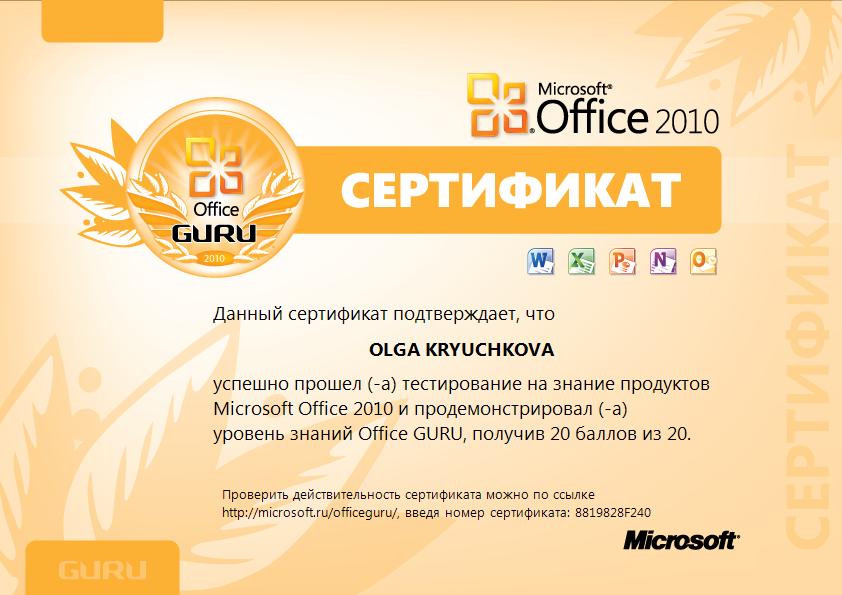 Microsoft®
Office 2010
Office
GURU
2010
СЕРТИФИКАТ
W X P N O
Данный сертификат подтверждает, что
OLGA KRYUCHKOVA
успешно прошел (-а) тестирование на знание продуктов
Microsoft Office 2010 и продемонстрировал (-а)
уровень знаний Office GURU, получив 20 баллов из 20.
Проверить действительность сертификата можно по ссылке
http://microsoft.ru/officeguru/, введя номер сертификата: 8819828F240
Microsoft®
GURU
СЕРТИФИКАТ